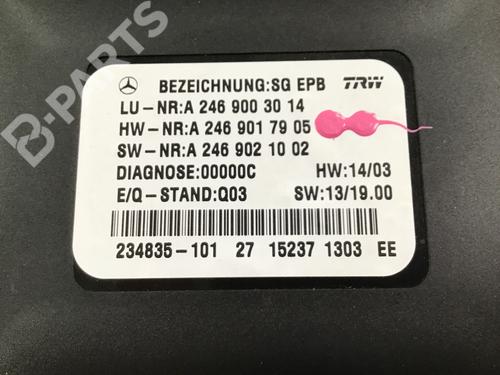 B-PARTS
BEZEICHNUNG:SG EPB TRW
LU-NR:A 246 900 30 14
HW-NR:A 246 901 79 05
SW-NR:A 246 902 10 02
DIAGNOSE:00000C HW:14/03
E/Q-STAND:Q03 SW:13/19.00
234835-101 27 15237 1303 EE